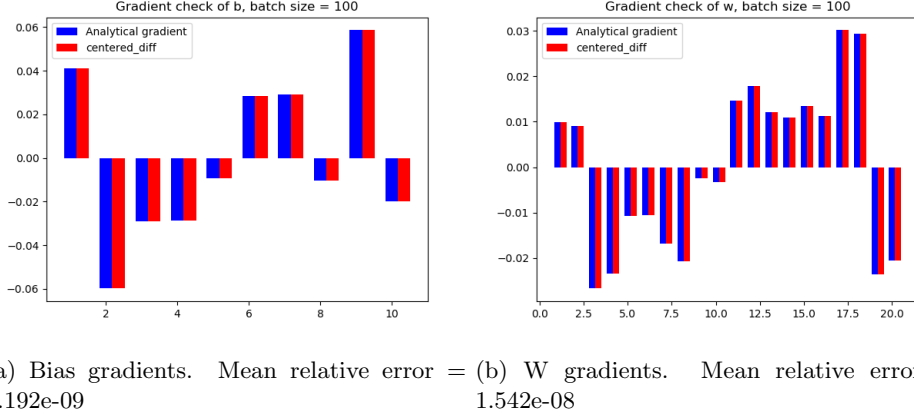 Gradient check of b, batch size = 100
Analytical gradient
centered_diff
0.06
0.04
0.02
0.00
−0.02
−0.04
−0.06
2 4 6 8 10
Gradient check of w, batch size = 100
Analytical gradient
centered_diff
0.03
0.02
0.01
0.00
−0.01
−0.02
0.0 2.5 5.0 7.5 10.0 12.5 15.0 17.5 20.0
) Bias gradients. Mean relative error =
.192e-09
(b) W gradients. Mean relative error
1.542e-08